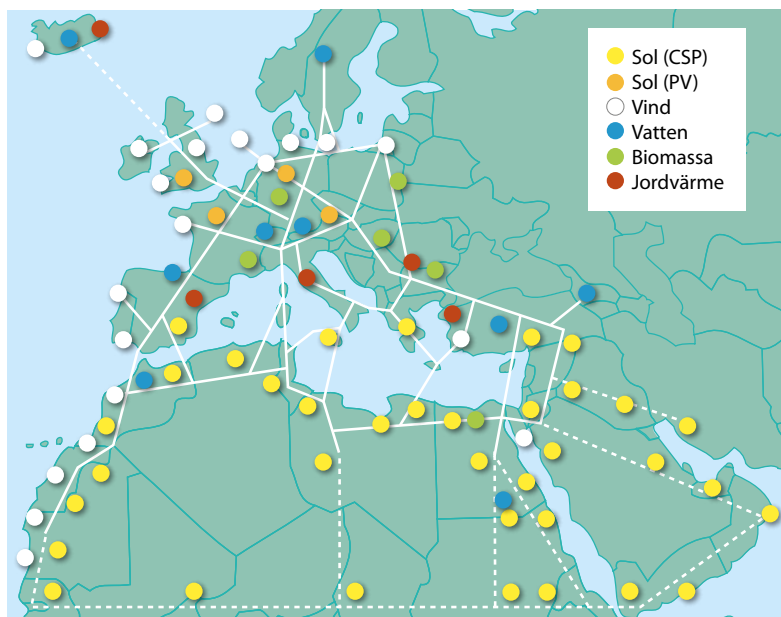 Sol (CSP)
Sol (PV)
Vind
Vatten
Biomassa
Jordvärme